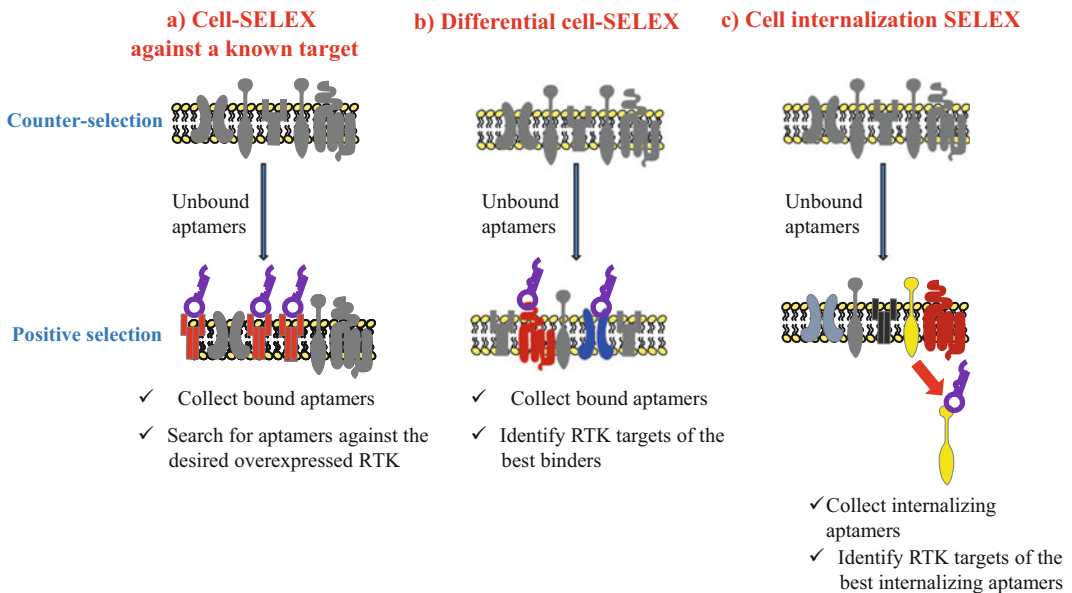 a) Cell-SELEX
against a known target
b) Differential cell-SELEX
c) Cell internalization SELEX
Counter-selection
Unbound
aptamers
Unbound
aptamers
Unbound
aptamers
Positive selection
✓ Collect bound aptamers
✓ Search for aptamers against the
desired overexpressed RTK
✓ Collect bound aptamers
✓ Identify RTK targets of the
best binders
✓ Collect internalizing
aptamers
✓ Identify RTK targets of the
best internalizing aptamers